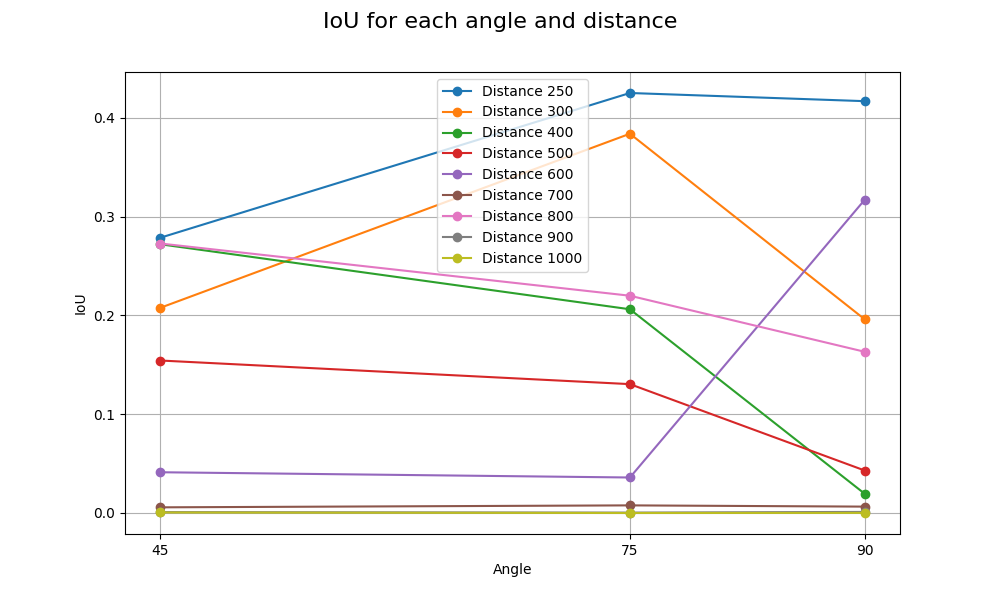 IoU for each angle and distance
Distance 250
Distance 300
Distance 400
Distance 500
Distance 600
Distance 700
Distance 800
Distance 900
Distance 1000
0.4
0.3
0.2
0.1
0.0
IoU
45
75
90
Angle